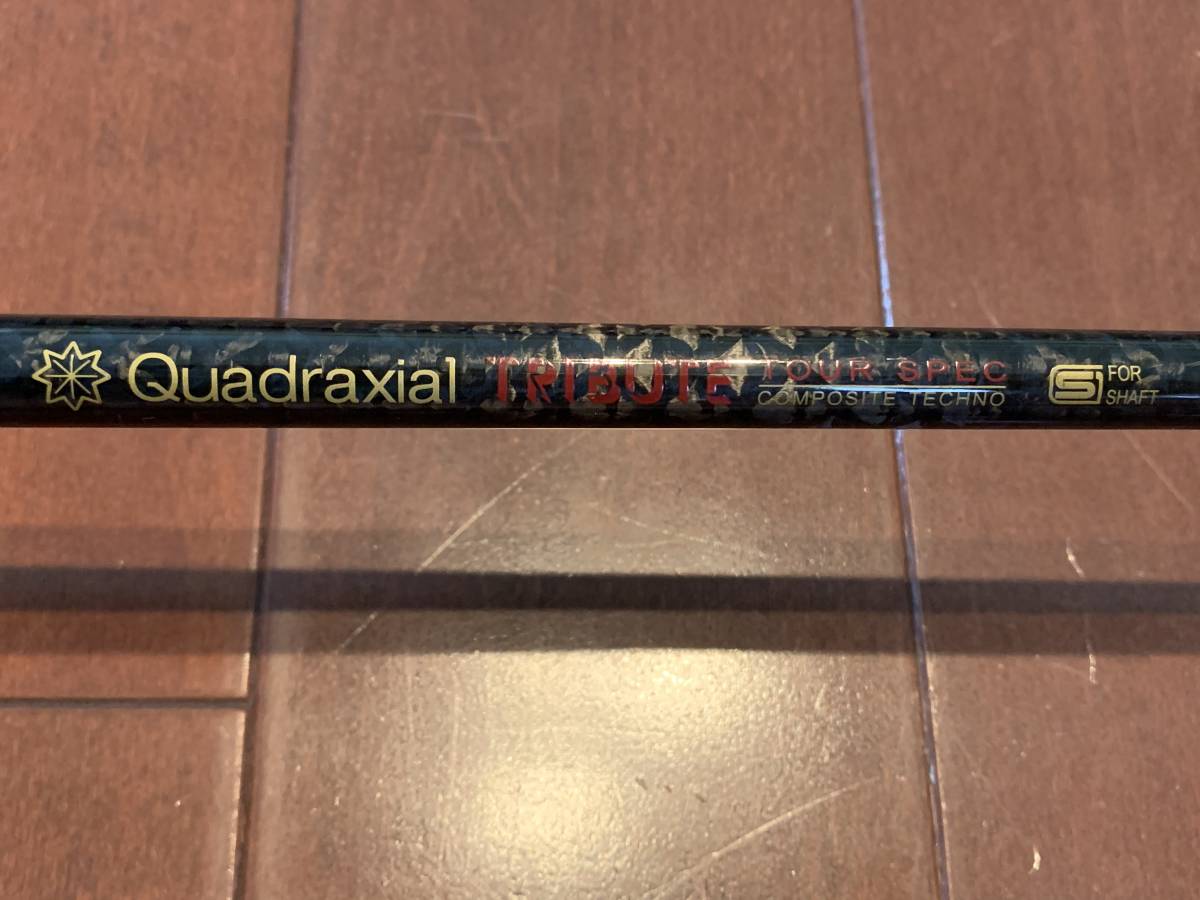 Quadraxial TRIBUTE
TOUR SPEC
COMPOSITE TECHNO
FOR
SHAFT